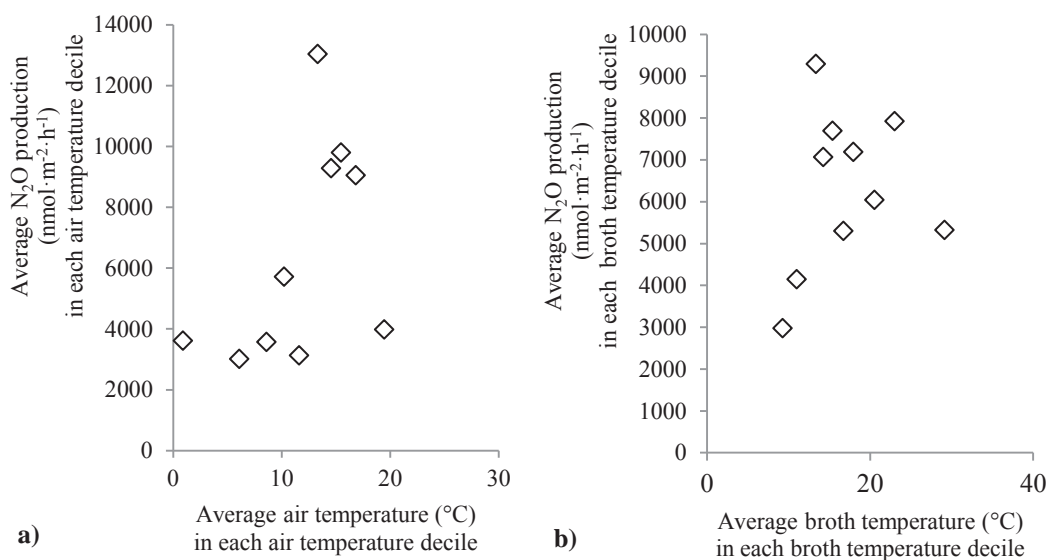 Average N₂O production
(nmol·m⁻²·h⁻¹)
in each air temperature decile
14000
12000
10000
8000
6000
4000
2000
0
0
10
20
30
a)
Average air temperature (°C)
in each air temperature decile
Average N₂O production
(nmol·m⁻²·h⁻¹)
in each broth temperature decile
10000
9000
8000
7000
6000
5000
4000
3000
2000
1000
0
0
20
40
b)
Average broth temperature (°C)
in each broth temperature decile